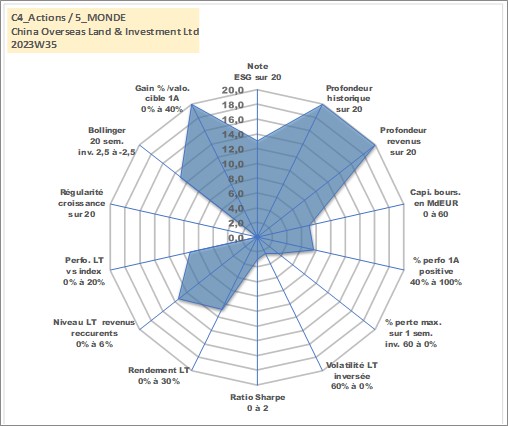 C4_Actions / 5_MONDE
China Overseas Land & Investment Ltd
2023W35
Note
ESG sur 20
Profondeur
historique
sur 20
Profondeur
revenus
sur 20
Capi. bours.
en MdEUR
0 à 60
% perfo 1A
positive
40% à 100%
% perte max.
sur 1 sem.
inv. 60 à 0%
Volatilité LT
inversée
60% à 0%
Ratio Sharpe
0 à 2
Rendement LT
0% à 30%
Niveau LT revenus
reccurents
0% à 6%
Perfo. LT
vs index
0% à 20%
Régularité
croissance
sur 20
Bollinger
20 sem.
inv. 2,5 à -2,5
Gain % /valo.
cible 1A
0% à 40%
20,0
18,0
16,0
14,0
12,0
10,0
8,0
6,0
4,0
2,0
0,0